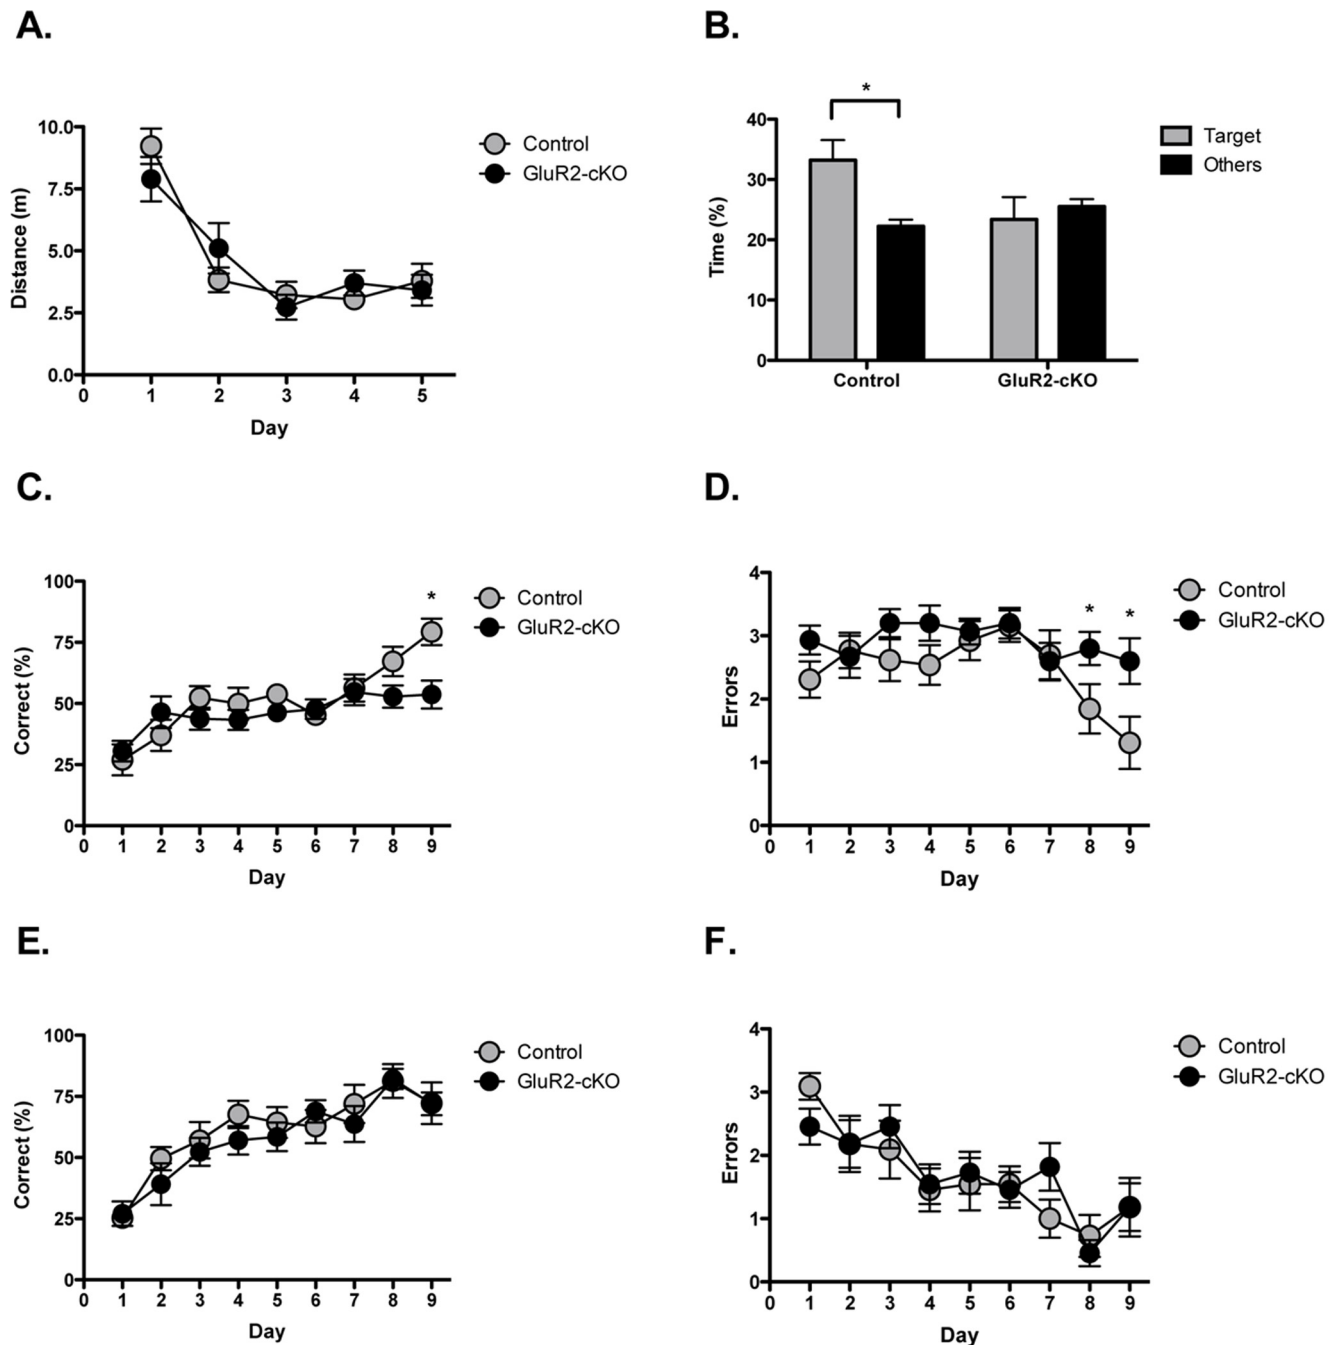 A.
10.0
7.5
5.0
2.5
0.0
0 1 2 3 4 5
Distance (m)
Day
Control
GluR2-cKO
B.
*
40
30
20
10
0
Time (%)
Control GluR2-cKO
Target
Others
C.
100
75
50
25
0
0 1 2 3 4 5 6 7 8 9
Correct (%)
Day
*
Control
GluR2-cKO
D.
4
3
2
1
0
0 1 2 3 4 5 6 7 8 9
Errors
Day
* *
Control
GluR2-cKO
E.
100
75
50
25
0
0 1 2 3 4 5 6 7 8 9
Correct (%)
Day
Control
GluR2-cKO
F.
4
3
2
1
0
0 1 2 3 4 5 6 7 8 9
Errors
Day
Control
GluR2-cKO